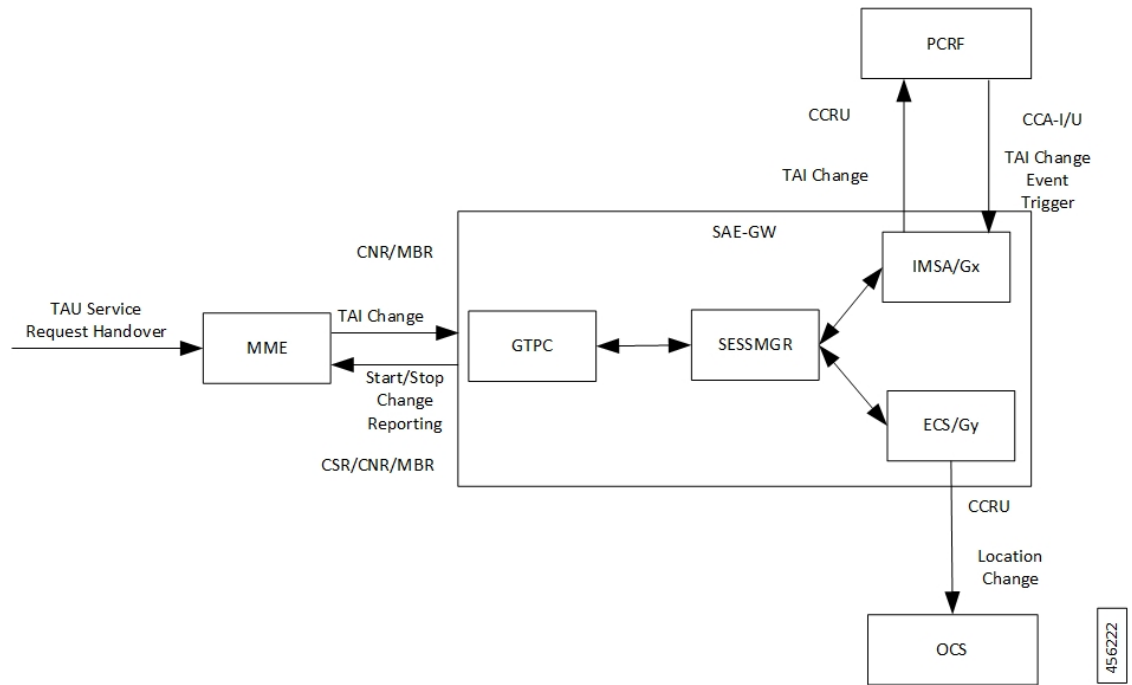 PCRF
CCRU
CCA-I/U
TAI Change
TAI Change
Event
Trigger
SAE-GW
CNR/MBR
IMSA/Gx
TAU Service
Request Handover
MME
TAI Change
Start/Stop
Change
Reporting
GTPC
SESSMGR
ECS/Gy
CSR/CNR/MBR
CCRU
Location
Change
OCS
456222